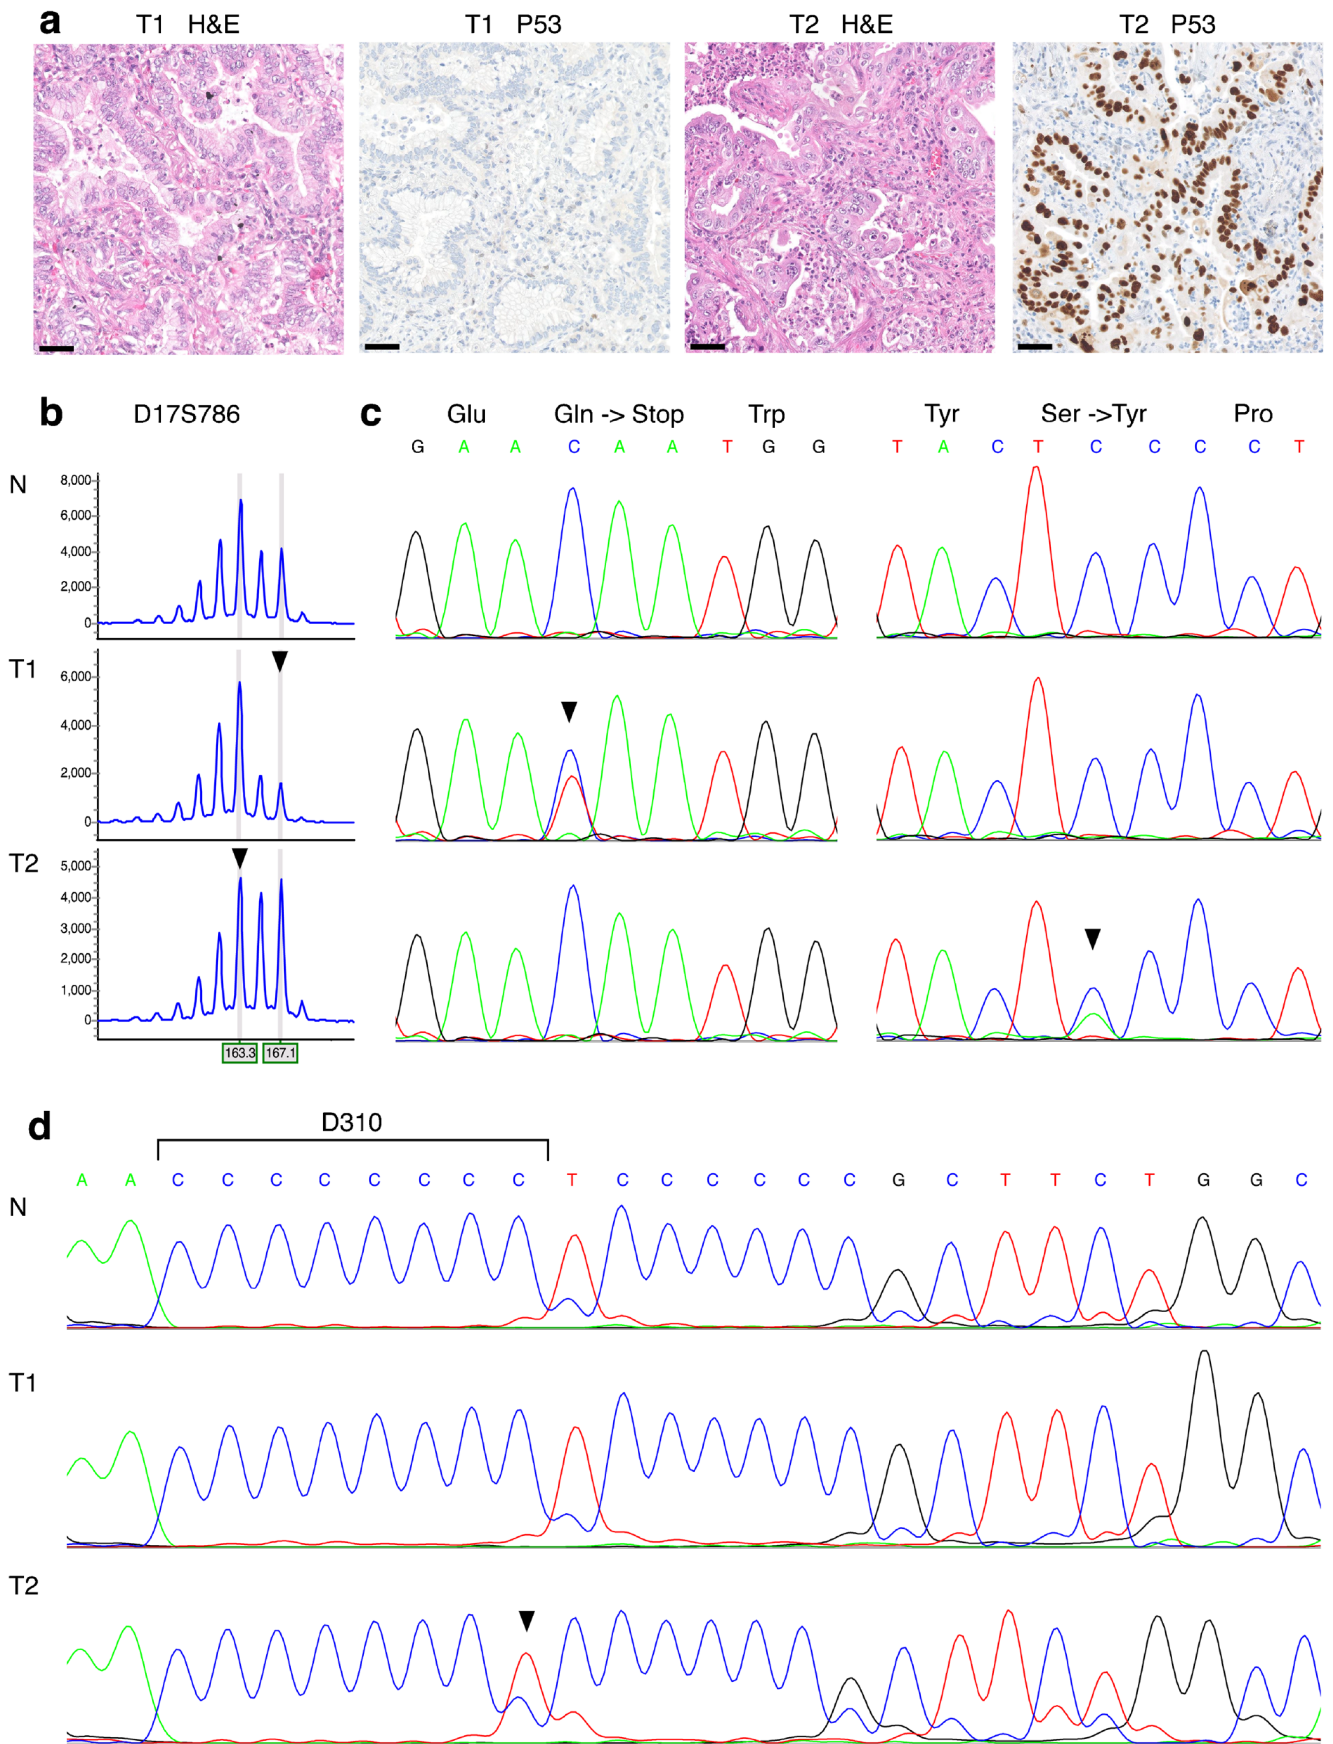 a T1 H&E T1 P53 T2 H&E T2 P53
b D17S786
N
8,000
6,000
4,000
2,000
0
T1
6,000
4,000
2,000
0
T2
5,000
4,000
3,000
2,000
1,000
0
163.3 167.1
c Glu Gln -> Stop Trp Tyr Ser ->Tyr Pro
G A A C A A T G G T A C T C C C C T
d D310
A A C C C C C C C C T C C C C C C G C T T C T G G C
N
T1
T2